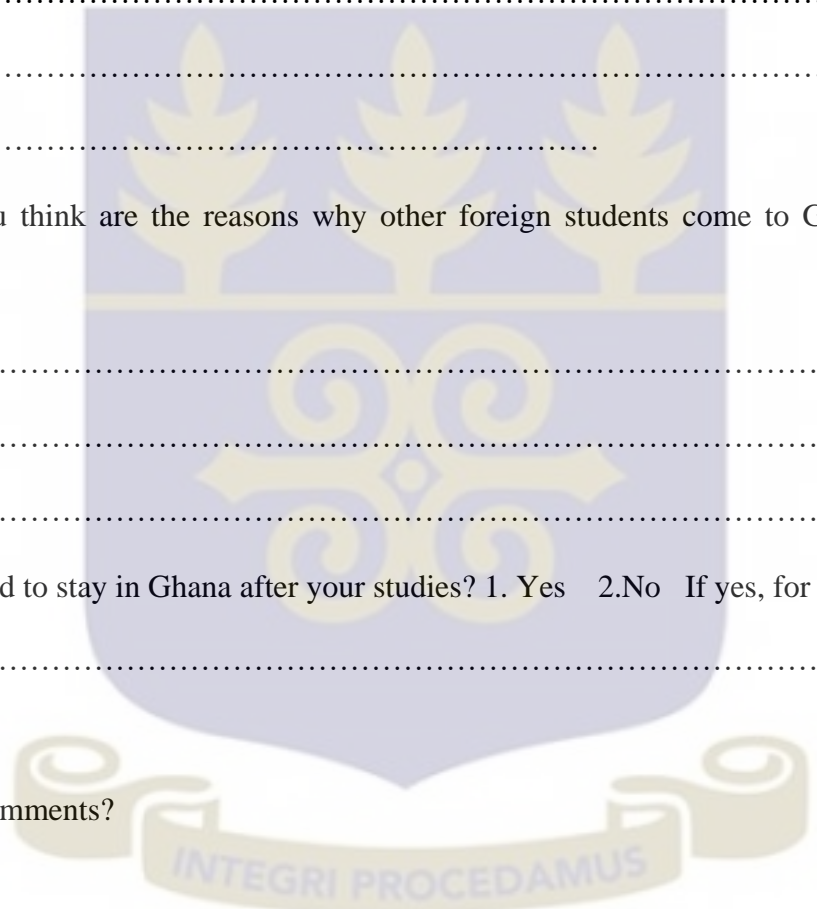 ……………………………………………………………………………………
……………………………………………………………………………………
……………………………………………………………
u think are the reasons why other foreign students come to G
……………………………………………………………………………………
……………………………………………………………………………………
……………………………………………………………………………………
d to stay in Ghana after your studies? 1. Yes 2.No If yes, for
……………………………………………………………………………………
mments?
INTEGRI PROCEDAMUS